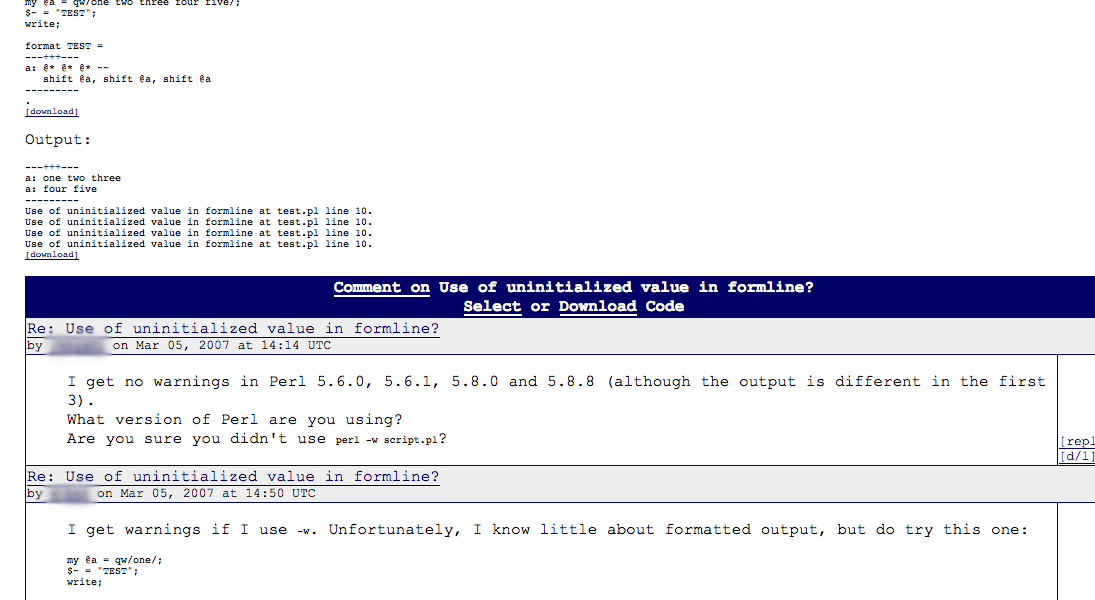 my @a = qw/one two three four five/;
$~ = "TEST";
write;
format TEST =
---+++---
a: @* @* @* ~~
shift @a, shift @a, shift @a
---------
.
[download]
Output:
---+++---
a: one two three
a: four five
---------
Use of uninitialized value in formline at test.pl line 10.
Use of uninitialized value in formline at test.pl line 10.
Use of uninitialized value in formline at test.pl line 10.
Use of uninitialized value in formline at test.pl line 10.
[download]
Comment on Use of uninitialized value in formline?
Select or Download Code
Re: Use of uninitialized value in formline?
by on Mar 05, 2007 at 14:14 UTC
I get no warnings in Perl 5.6.0, 5.6.1, 5.8.0 and 5.8.8 (although the output is different in the first
3).
What version of Perl are you using?
Are you sure you didn't use perl -w script.pl?
[repl
[d/l]
Re: Use of uninitialized value in formline?
by on Mar 05, 2007 at 14:50 UTC
I get warnings if I use -w. Unfortunately, I know little about formatted output, but do try this one:
my @a = qw/one/;
$~ = "TEST";
write;